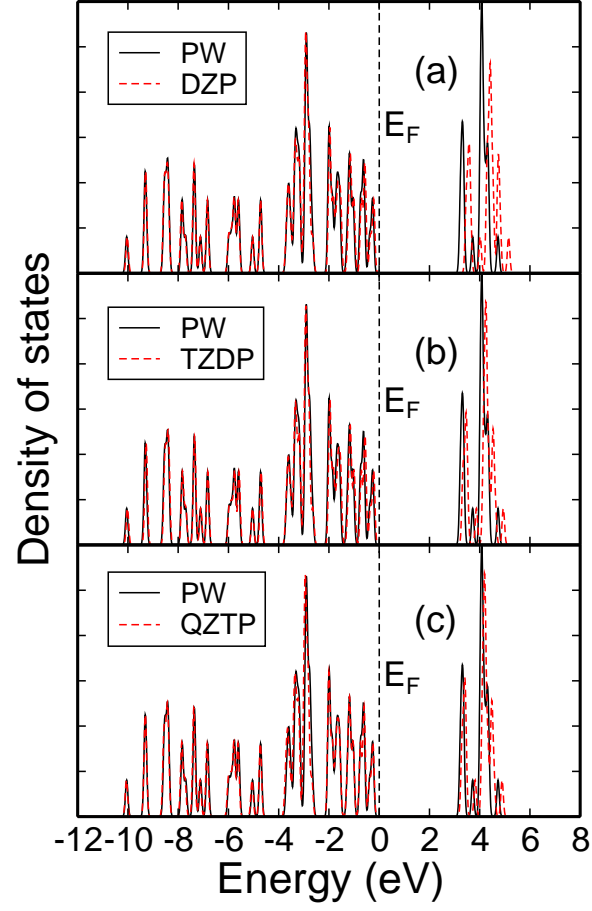 PW
DZP
(a)
E_F
PW
TZDP
(b)
E_F
PW
QZTP
(c)
E_F
Density of states
-12 -10 -8 -6 -4 -2 0 2 4 6 8
Energy (eV)